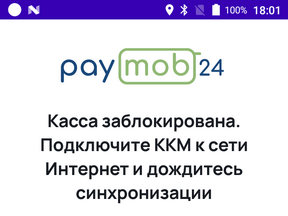 100% 18:01
paymob24
Касса заблокирована.
Подключите ККМ к сети
Интернет и дождитесь
синхронизации